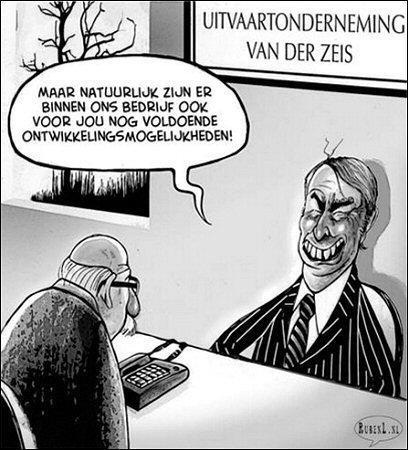 UITVAARTONDERNEMING
VAN DER ZEIS
MAAR NATUURLIJK ZIJN ER
BINNEN ONS BEDRIJF OOK
VOOR JOU NOG VOLDOENDE
ONTWIKKELINGSMOGELIJKHEDEN!
RUBENL.NL